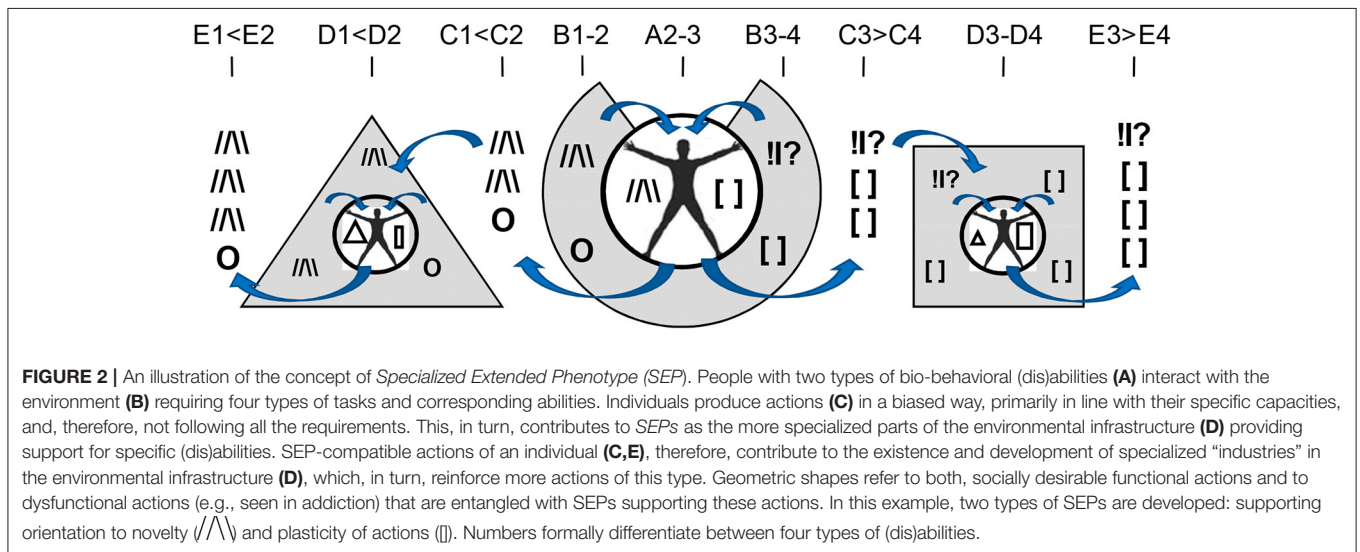 E1<E2 D1<D2 C1<C2 B1-2 A2-3 B3-4 C3>C4 D3-D4 E3>E4
/\/\ /\/\ /\/\ /\/\ !I? !I? !I? !I?
/\/\ /\/\ /\/\ [ ] [ ] [ ] [ ]
/\/\ O O [ ] [ ] [ ]
O /\/\ O [ ] [ ] [ ]
FIGURE 2 | An illustration of the concept of Specialized Extended Phenotype (SEP). People with two types of bio-behavioral (dis)abilities (A) interact with the
environment (B) requiring four types of tasks and corresponding abilities. Individuals produce actions (C) in a biased way, primarily in line with their specific capacities,
and, therefore, not following all the requirements. This, in turn, contributes to SEPs as the more specialized parts of the environmental infrastructure (D) providing
support for specific (dis)abilities. SEP-compatible actions of an individual (C,E), therefore, contribute to the existence and development of specialized “industries” in
the environmental infrastructure (D), which, in turn, reinforce more actions of this type. Geometric shapes refer to both, socially desirable functional actions and to
dysfunctional actions (e.g., seen in addiction) that are entangled with SEPs supporting these actions. In this example, two types of SEPs are developed: supporting
orientation to novelty (/\/\) and plasticity of actions ([]). Numbers formally differentiate between four types of (dis)abilities.